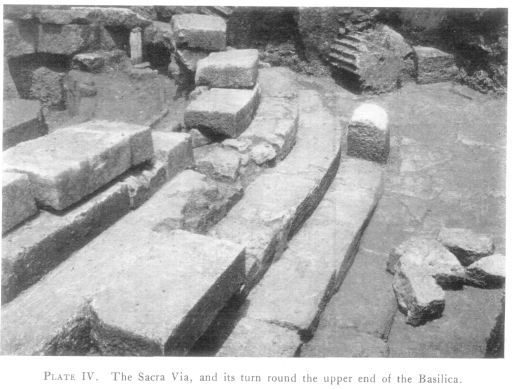 PLATE IV. The Sacra Via, and its turn round the upper end of the Basilica.